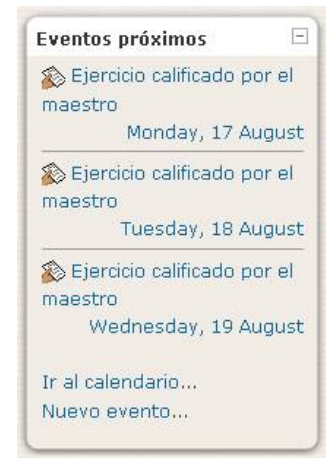 Eventos próximos
Ejercicio calificado por el
maestro
Monday, 17 August
Ejercicio calificado por el
maestro
Tuesday, 18 August
Ejercicio calificado por el
maestro
Wednesday, 19 August
Ir al calendario...
Nuevo evento...